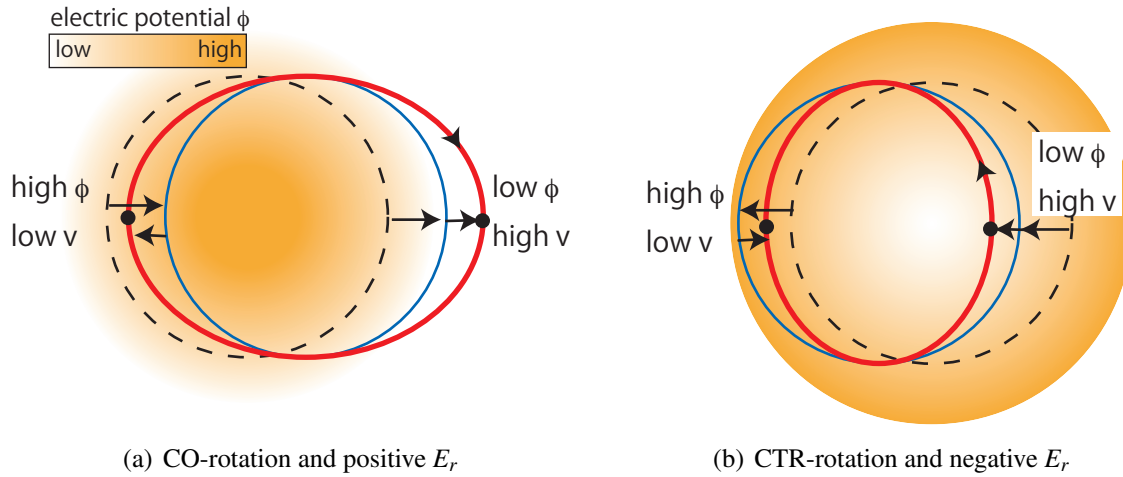 electric potential ϕ
low high
high ϕ
low v
low ϕ
high v
(a) CO-rotation and positive E_r
high ϕ
low v
low ϕ
high v
(b) CTR-rotation and negative E_r